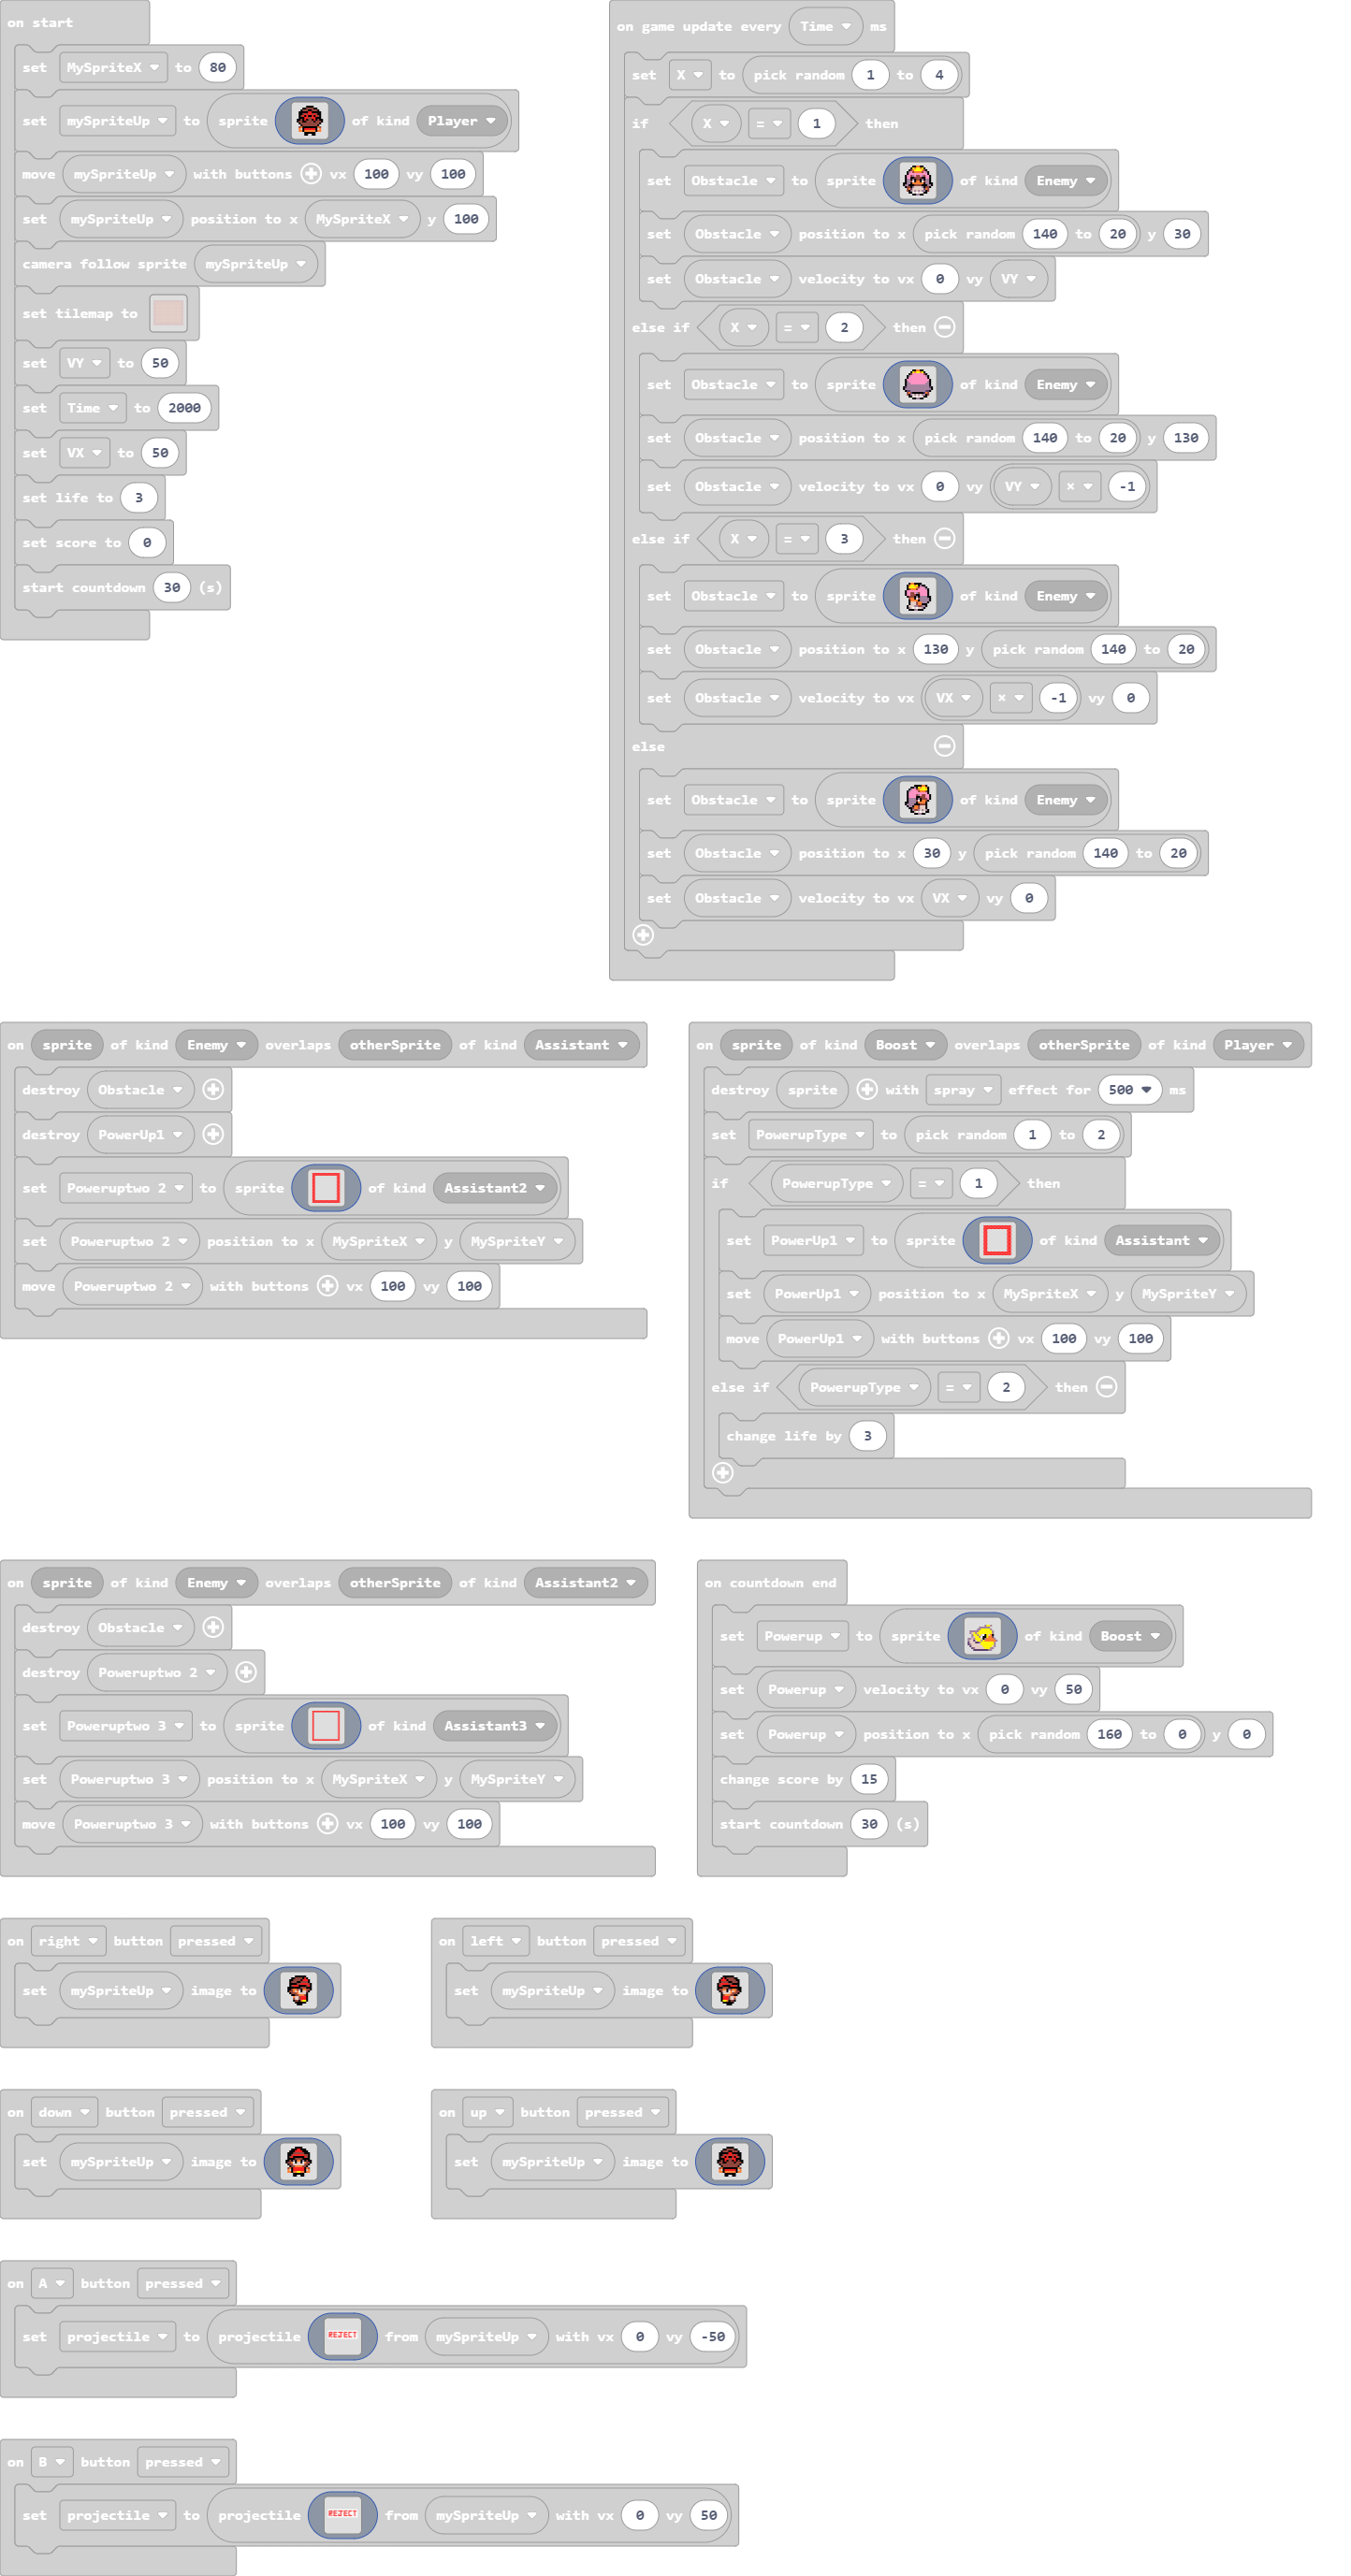 on start
set MySpriteX to 80
set mySpriteUp to sprite of kind Player
move mySpriteUp with buttons vx 100 vy 100
set mySpriteUp position to x MySpriteX y 100
camera follow sprite mySpriteUp
set tilemap to
set VY to 50
set Time to 2000
set VX to 50
set life to 3
set score to 0
start countdown 30 (s)
on game update every Time ms
set X to pick random 1 to 4
if X = 1 then
set Obstacle to sprite of kind Enemy
set Obstacle position to x pick random 140 to 20 y 30
set Obstacle velocity to vx 0 vy VY
else if X = 2 then
set Obstacle to sprite of kind Enemy
set Obstacle position to x pick random 140 to 20 y 130
set Obstacle velocity to vx 0 vy VY × -1
else if X = 3 then
set Obstacle to sprite of kind Enemy
set Obstacle position to x 130 y pick random 140 to 20
set Obstacle velocity to vx VX × -1 vy 0
else
set Obstacle to sprite of kind Enemy
set Obstacle position to x 30 y pick random 140 to 20
set Obstacle velocity to vx VX vy 0
on sprite of kind Enemy overlaps otherSprite of kind Assistant
destroy Obstacle
destroy PowerUp1
set Poweruptwo 2 to sprite of kind Assistant2
set Poweruptwo 2 position to x MySpriteX y MySpriteY
move Poweruptwo 2 with buttons vx 100 vy 100
on sprite of kind Boost overlaps otherSprite of kind Player
destroy sprite with spray effect for 500 ms
set PowerupType to pick random 1 to 2
if PowerupType = 1 then
set PowerUp1 to sprite of kind Assistant
set PowerUp1 position to x MySpriteX y MySpriteY
move PowerUp1 with buttons vx 100 vy 100
else if PowerupType = 2 then
change life by 3
on sprite of kind Enemy overlaps otherSprite of kind Assistant2
destroy Obstacle
destroy Poweruptwo 2
set Poweruptwo 3 to sprite of kind Assistant3
set Poweruptwo 3 position to x MySpriteX y MySpriteY
move Poweruptwo 3 with buttons vx 100 vy 100
on countdown end
set Powerup to sprite of kind Boost
set Powerup velocity to vx 0 vy 50
set Powerup position to x pick random 160 to 0 y 0
change score by 15
start countdown 30 (s)
on right button pressed
set mySpriteUp image to
on left button pressed
set mySpriteUp image to
on down button pressed
set mySpriteUp image to
on up button pressed
set mySpriteUp image to
on A button pressed
set projectile to projectile REJECT from mySpriteUp with vx 0 vy -50
on B button pressed
set projectile to projectile REJECT from mySpriteUp with vx 0 vy 50